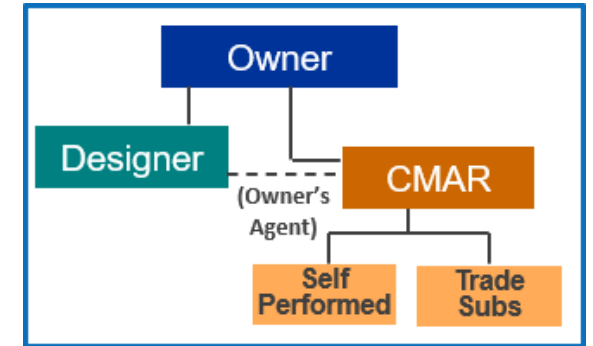 Owner
Designer
CMAR
(Owner's
Agent)
Self
Performed
Trade
Subs